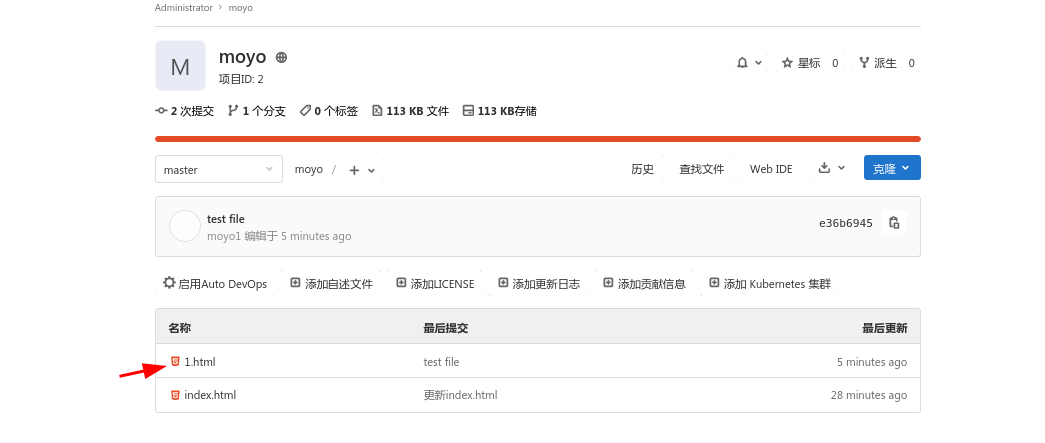 Administrator › moyo
M
moyo
项目ID: 2
星标 0 派生 0
2 次提交 1 个分支 0 个标签 113 KB 文件 113 KB存储
master moyo / + 历史 查找文件 Web IDE 克隆
test file
moyo1 编辑于 5 minutes ago
e36b6945
启用Auto DevOps 添加自述文件 添加LICENSE 添加更新日志 添加贡献信息 添加 Kubernetes 集群
名称 最后提交 最后更新
1.html test file 5 minutes ago
index.html 更新index.html 28 minutes ago